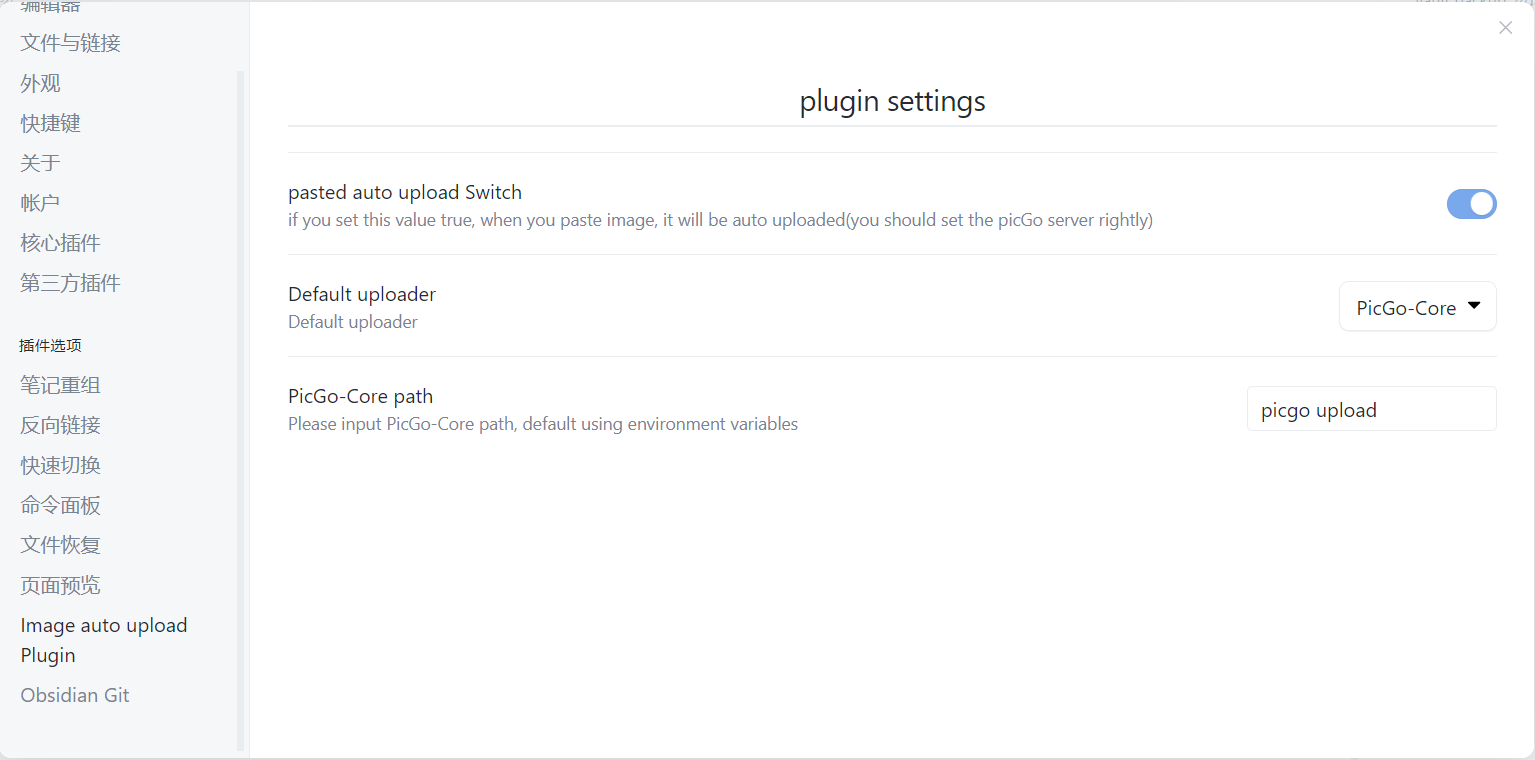 编辑器
文件与链接
外观
快捷键
关于
帐户
核心插件
第三方插件
插件选项
笔记重组
反向链接
快速切换
命令面板
文件恢复
页面预览
Image auto upload
Plugin
Obsidian Git
plugin settings
pasted auto upload Switch
if you set this value true, when you paste image, it will be auto uploaded(you should set the picGo server rightly)
Default uploader
Default uploader
PicGo-Core
PicGo-Core path
Please input PicGo-Core path, default using environment variables
picgo upload